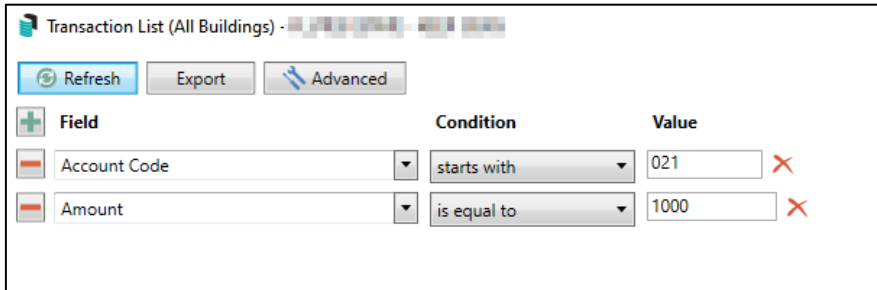 Transaction List (All Buildings) -
Refresh Export Advanced
Field Condition Value
Account Code starts with 021
Amount is equal to 1000